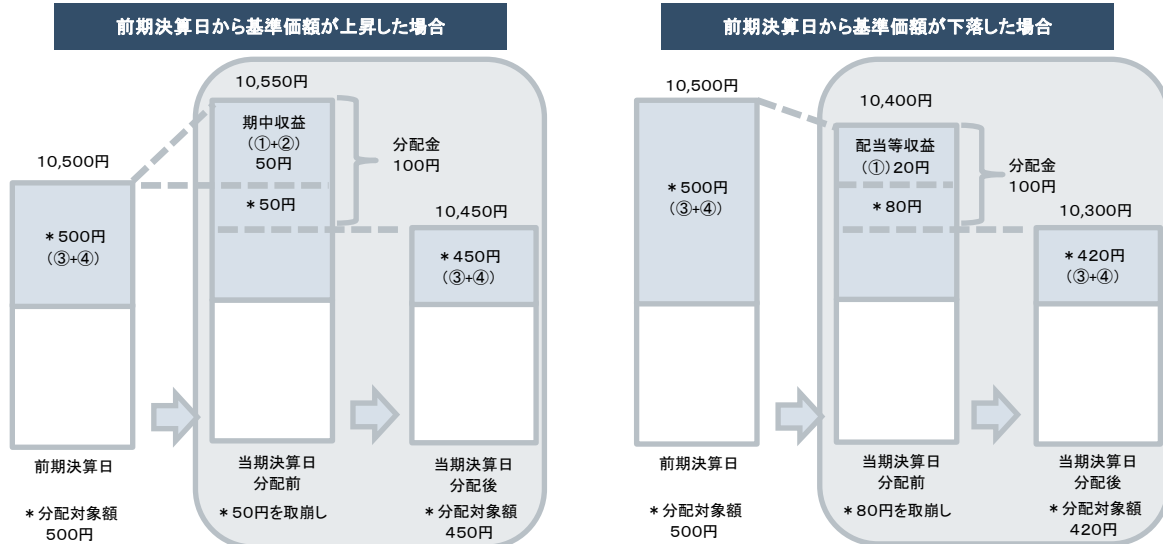 前期決算日から基準価額が上昇した場合
10,550円
期中収益
(①+②)
50円
分配金
100円
10,500円
*50円
10,450円
*500円
(③+④)
*450円
(③+④)
前期決算日
当期決算日
分配前
当期決算日
分配後
*分配対象額
500円
*50円を取崩し
*分配対象額
450円
前期決算日から基準価額が下落した場合
10,500円
10,400円
配当等収益
(①)20円
分配金
100円
*500円
(③+④)
*80円
10,300円
*420円
(③+④)
前期決算日
当期決算日
分配前
当期決算日
分配後
*分配対象額
500円
*80円を取崩し
*分配対象額
420円